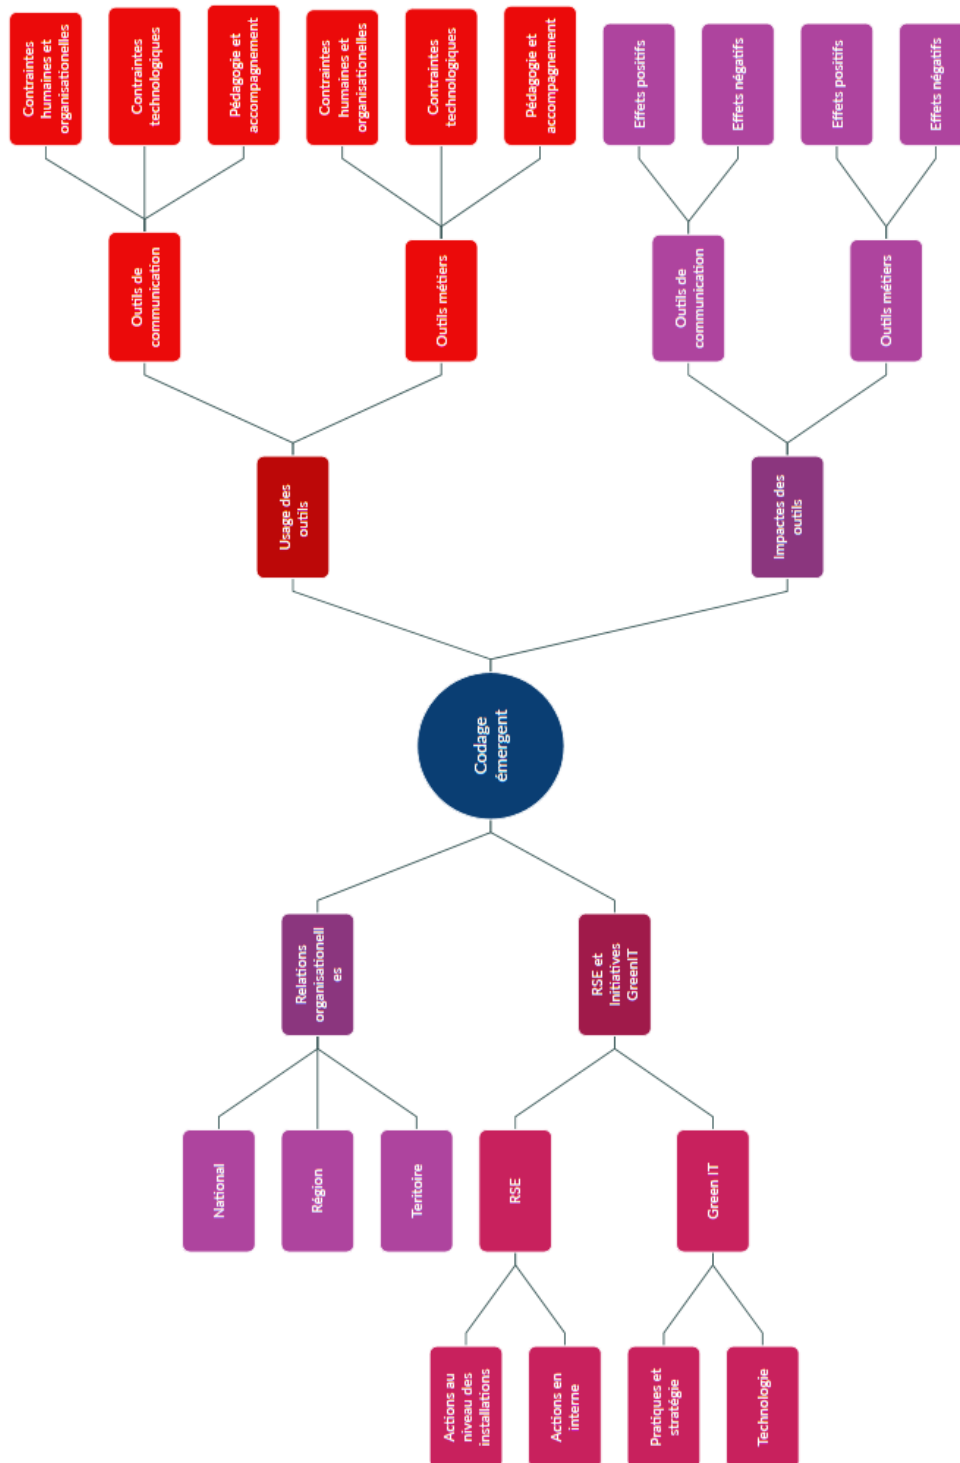 Contraintes
humaines et
organisationelles
Contraintes
technologiques
Pédagogie et
accompagnement
Contraintes
humaines et
organisationelles
Contraintes
technologiques
Pédagogie et
accompagnement
Effets positifs
Effets négatifs
Effets positifs
Effets négatifs
Outils de
communication
Outils métiers
Outils de
communication
Outils métiers
Usage des
outils
Impactes des
outils
Codage
émergent
Relations
organisationell
es
RSE et
Initiatives
GreenIT
National
Région
Teritoire
RSE
Green IT
Actions au
niveau des
installations
Actions en
interne
Pratiques et
stratégie
Technologie